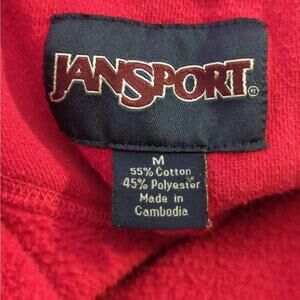 JANSPORT®
M
55% Cotton
45% Polyester
Made in
Cambodia